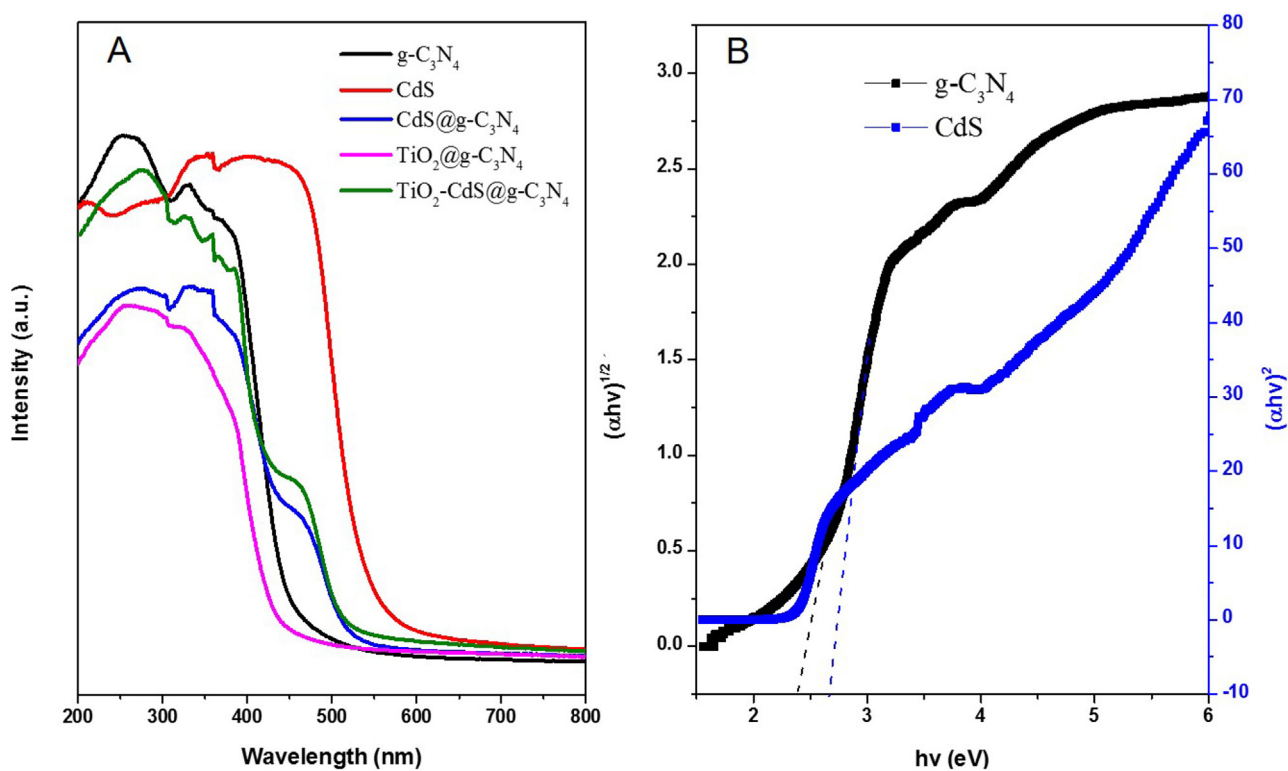 A
g-C₃N₄
CdS
CdS@g-C₃N₄
TiO₂@g-C₃N₄
TiO₂-CdS@g-C₃N₄
Intensity (a.u.)
200 300 400 500 600 700 800
Wavelength (nm)
B
g-C₃N₄
CdS
(αhv)^1/2
3.0
2.5
2.0
1.5
1.0
0.5
0.0
2 3 4 5 6
hv (eV)
80
70
60
50
40
30
20
10
0
-10
(αhv)²